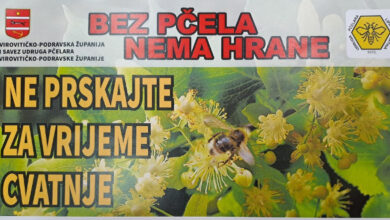 BEZ PČELA
NEMA HRANE
VIROVITIČKO-PODRAVSKA ŽUPANIJA
I SAVEZ UDRUGA PČELARA
VIROVITIČKO-PODRAVSKE ŽUPANIJE
NE PRSKAJTE
ZA VRIJEME
CVATNJE